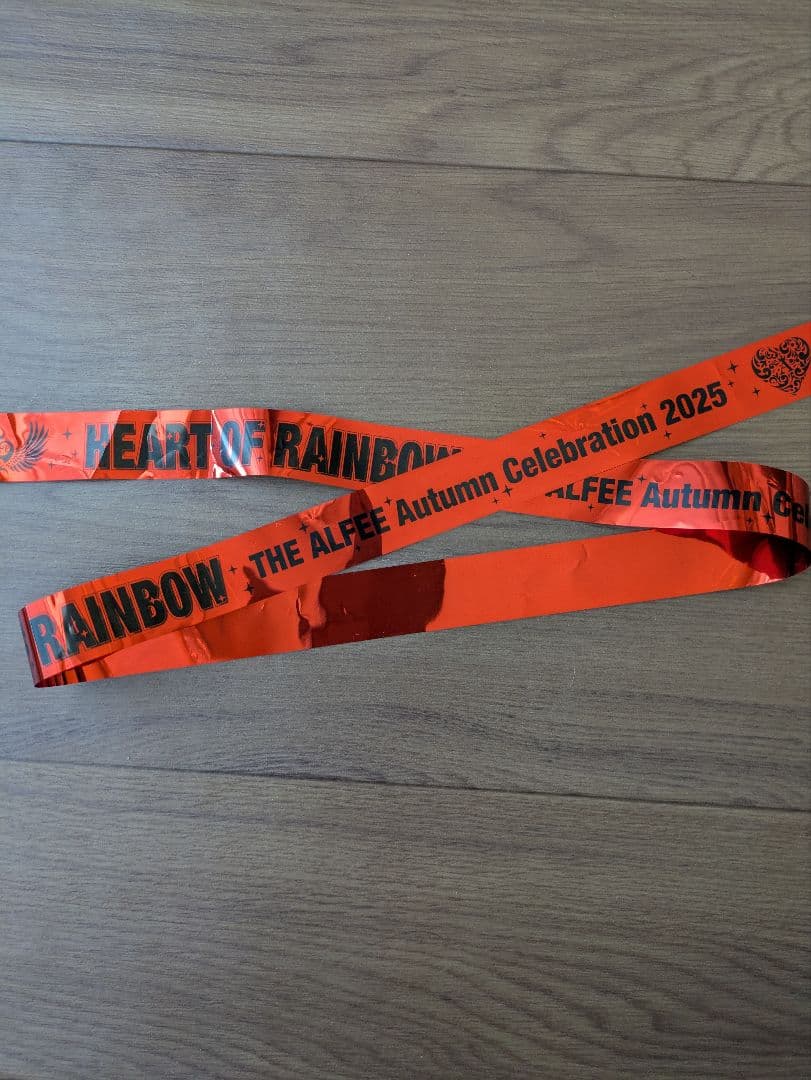 HEART OF RAINBOW
THE ALFEE Autumn Celebration 2025
ALFEE Autumn
RAINBOW